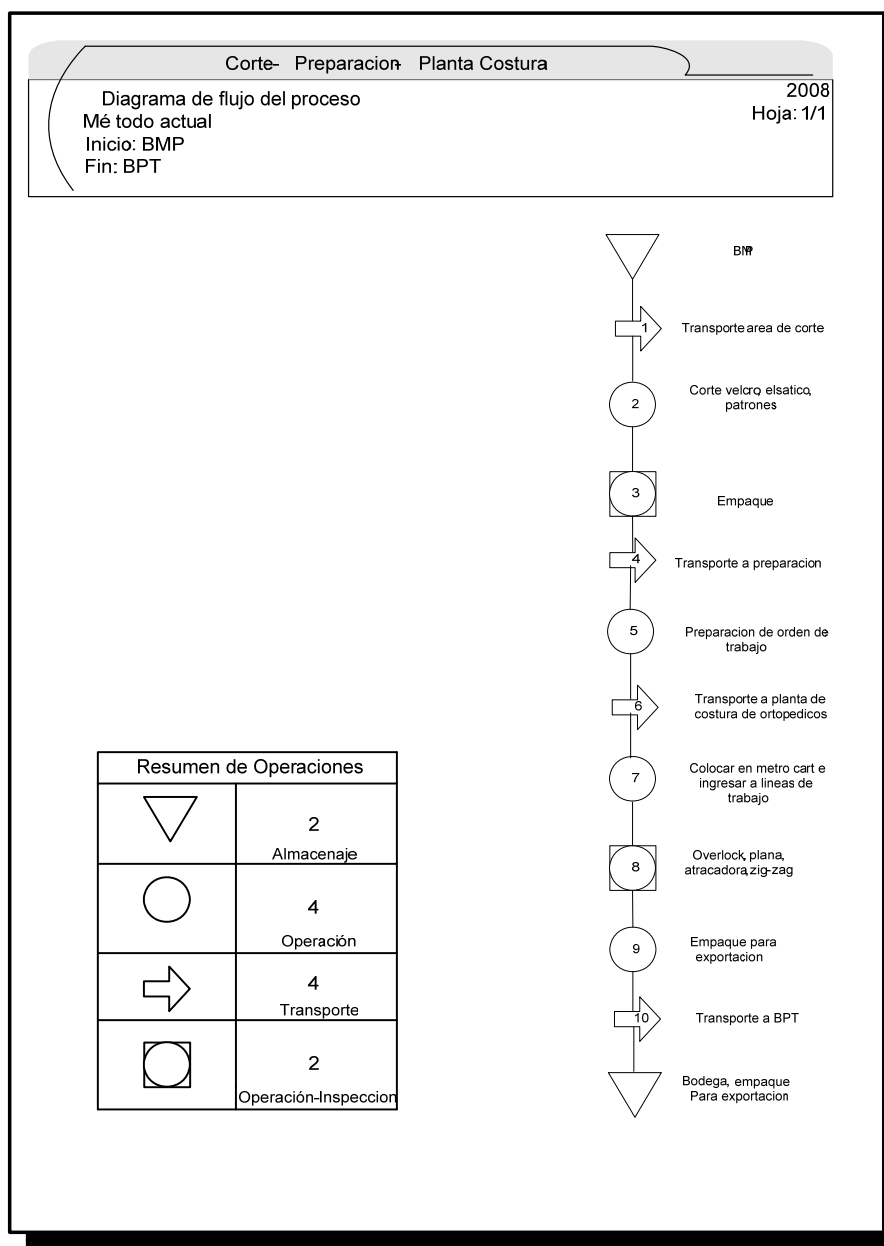 Corte- Preparacion- Planta Costura
2008
Hoja: 1/1
Diagrama de flujo del proceso
Mé todo actual
Inicio: BMP
Fin: BPT
BMP
1
Transporte area de corte
2
Corte velcro, elsatico,
patrones
3
Empaque
4
Transporte a preparacion
5
Preparacion de orden de
trabajo
6
Transporte a planta de
costura de ortopedicos
7
Colocar en metro cart e
ingresar a lineas de
trabajo
8
Overlock, plana,
atracadora,zig-zag
9
Empaque para
exportacion
10
Transporte a BPT
Bodega, empaque
Para exportacion
Resumen de Operaciones
2
Almacenaje
4
Operación
4
Transporte
2
Operación-Inspeccion